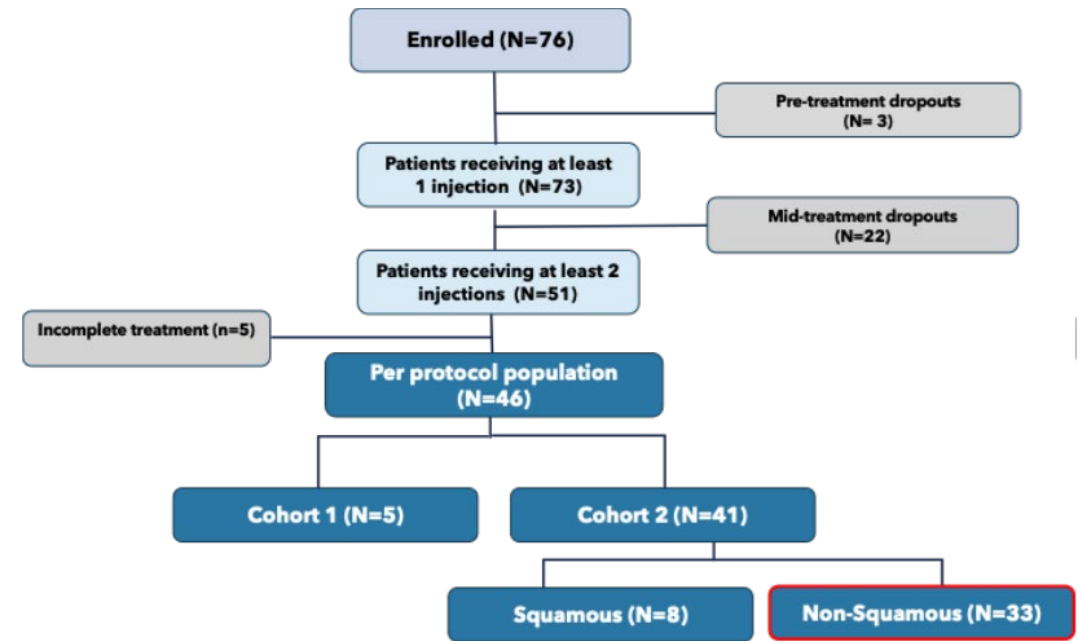 Enrolled (N=76)
Pre-treatment dropouts
(N= 3)
Patients receiving at least
1 injection (N=73)
Mid-treatment dropouts
(N=22)
Patients receiving at least 2
injections (N=51)
Incomplete treatment (n=5)
Per protocol population
(N=46)
Cohort 1 (N=5)
Cohort 2 (N=41)
Squamous (N=8)
Non-Squamous (N=33)